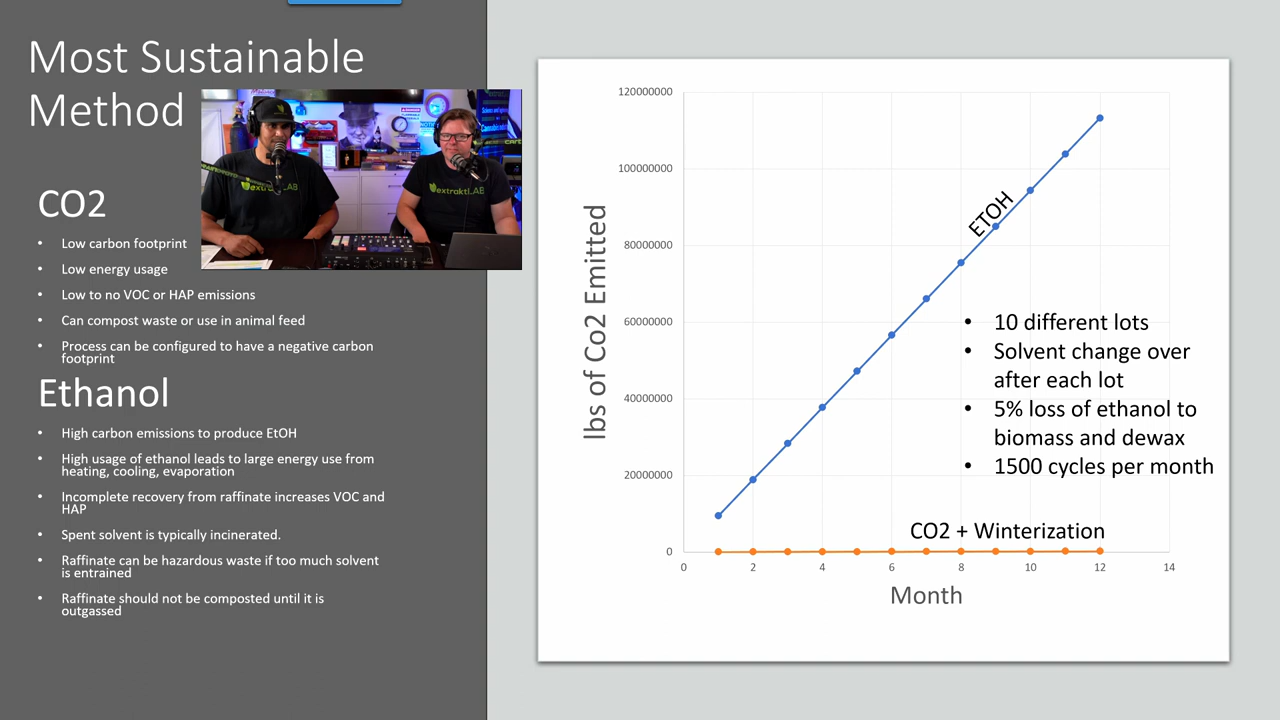 Most Sustainable
Method
CO2
• Low carbon footprint
• Low energy usage
• Low to no VOC or HAP emissions
• Can compost waste or use in animal feed
• Process can be configured to have a negative carbon
footprint
Ethanol
• High carbon emissions to produce EtOH
• High usage of ethanol leads to large energy use from
heating, cooling, evaporation
• Incomplete recovery from raffinate increases VOC and
HAP
• Spent solvent is typically incinerated.
• Raffinate can be hazardous waste if too much solvent
is entrained
• Raffinate should not be composted until it is
outgassed
extraktLAB
extraktLAB
lbs of Co2 Emitted
120000000
100000000
80000000
60000000
40000000
20000000
0
ETOH
• 10 different lots
• Solvent change over
after each lot
• 5% loss of ethanol to
biomass and dewax
• 1500 cycles per month
CO2 + Winterization
0 2 4 6 8 10 12 14
Month